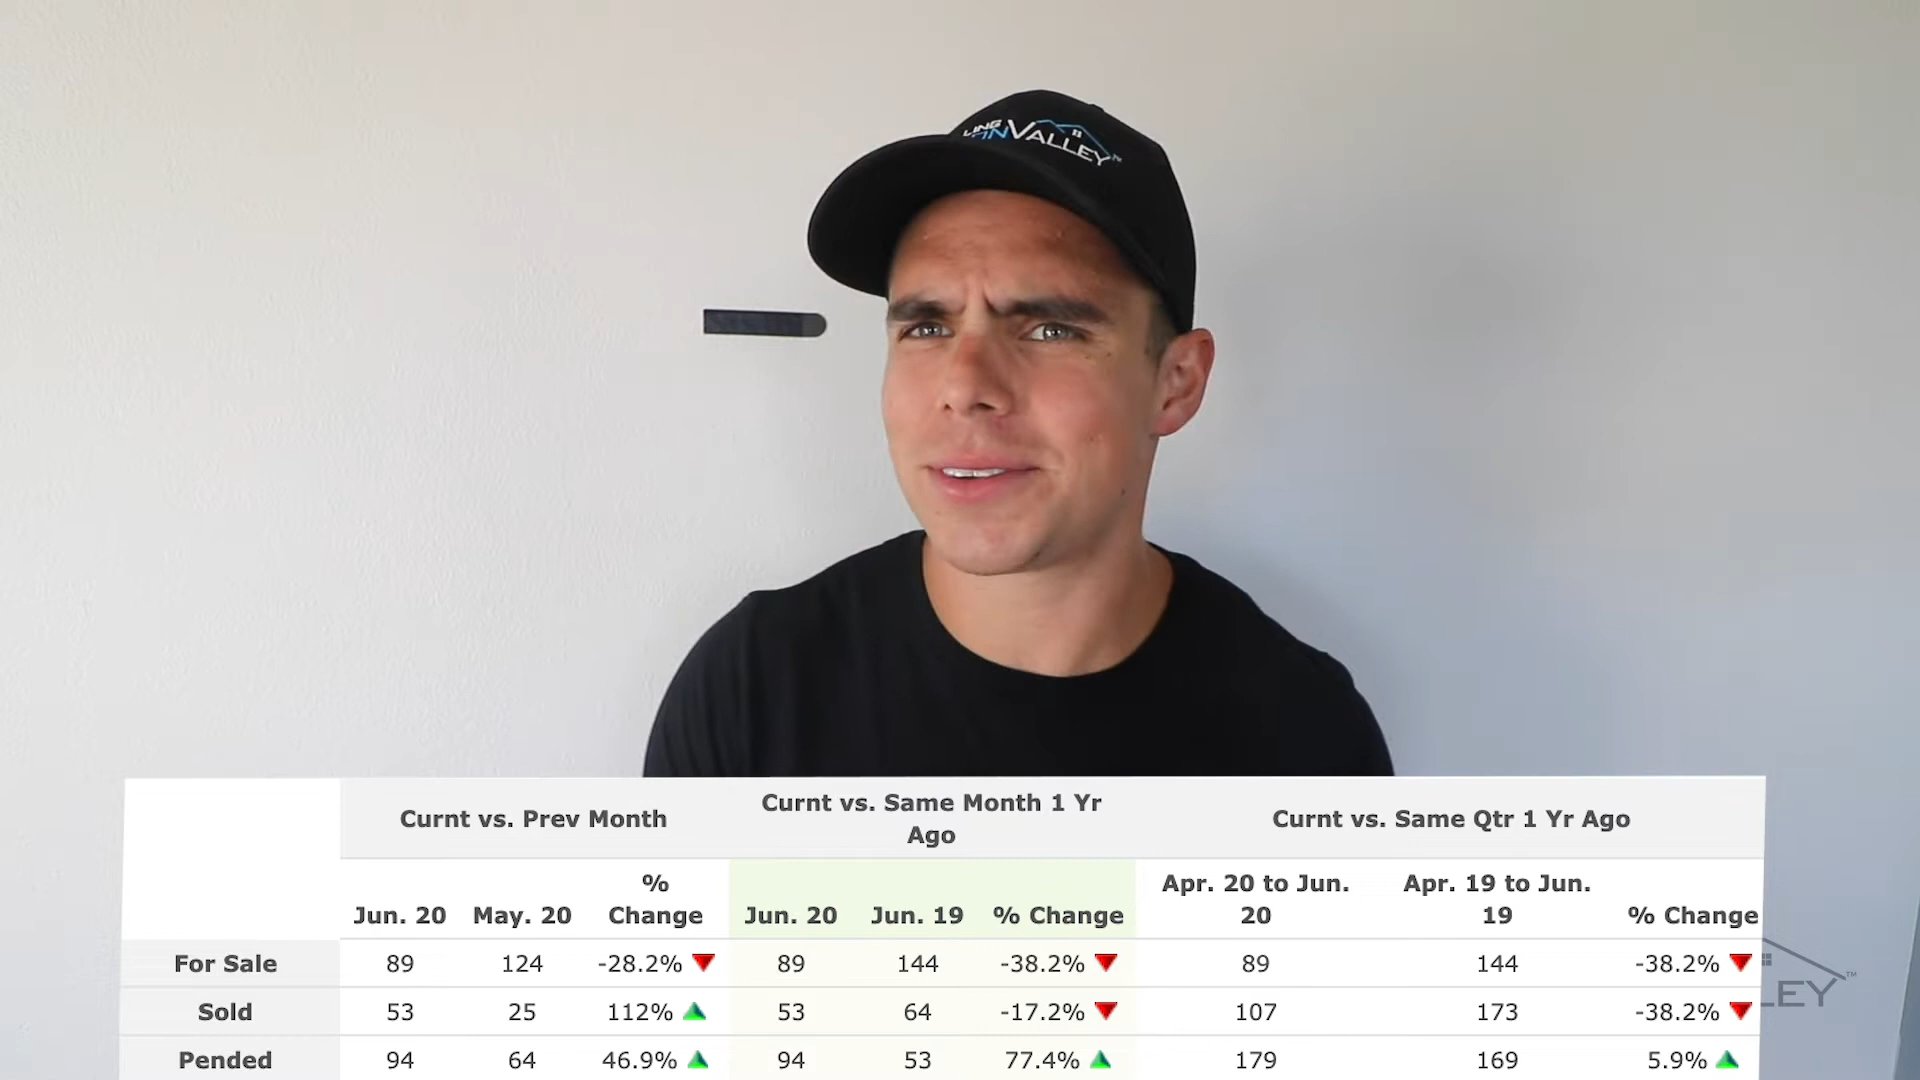 LING
VALLEY
Curnt vs. Prev Month
Curnt vs. Same Month 1 Yr
Ago
Curnt vs. Same Qtr 1 Yr Ago
Jun. 20 May. 20 % Change
Jun. 20 Jun. 19 % Change
Apr. 20 to Jun. 20 Apr. 19 to Jun. 19 % Change
For Sale 89 124 -28.2% 89 144 -38.2% 89 144 -38.2%
Sold 53 25 112% 53 64 -17.2% 107 173 -38.2%
Pended 94 64 46.9% 94 53 77.4% 179 169 5.9%
LEY™